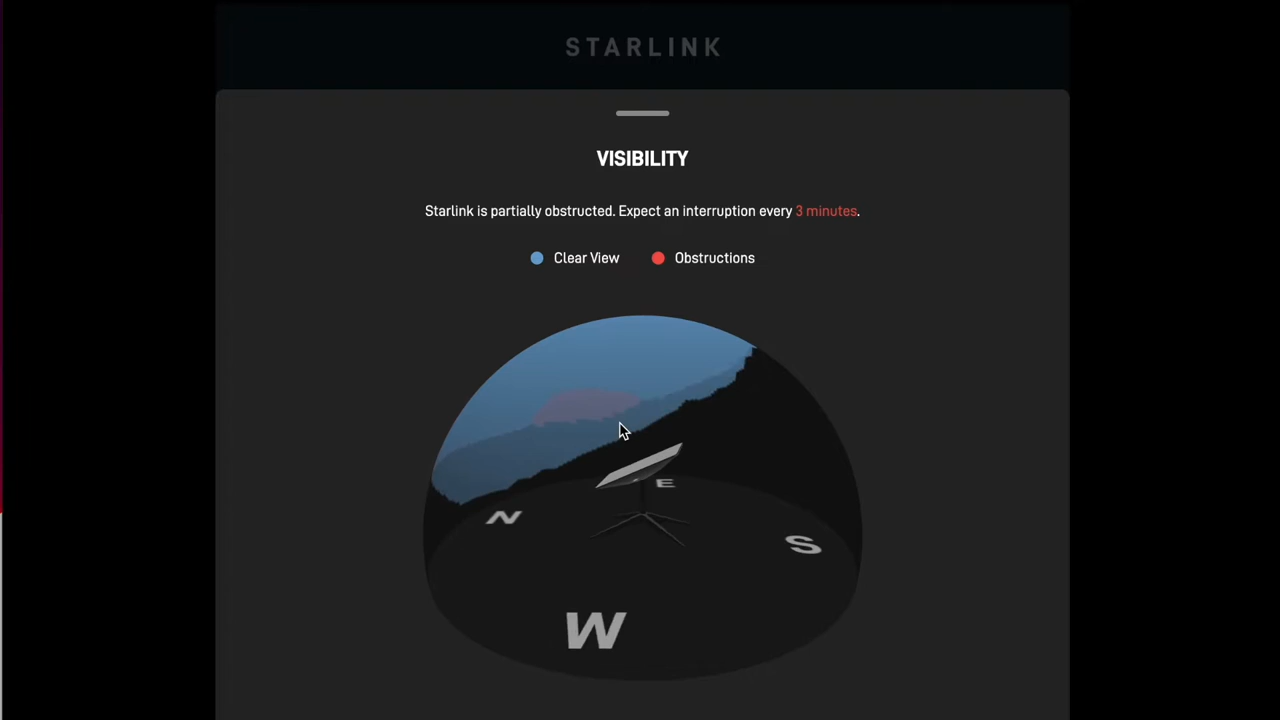 STARLINK
VISIBILITY
Starlink is partially obstructed. Expect an interruption every 3 minutes.
Clear View
Obstructions
E
N
S
W